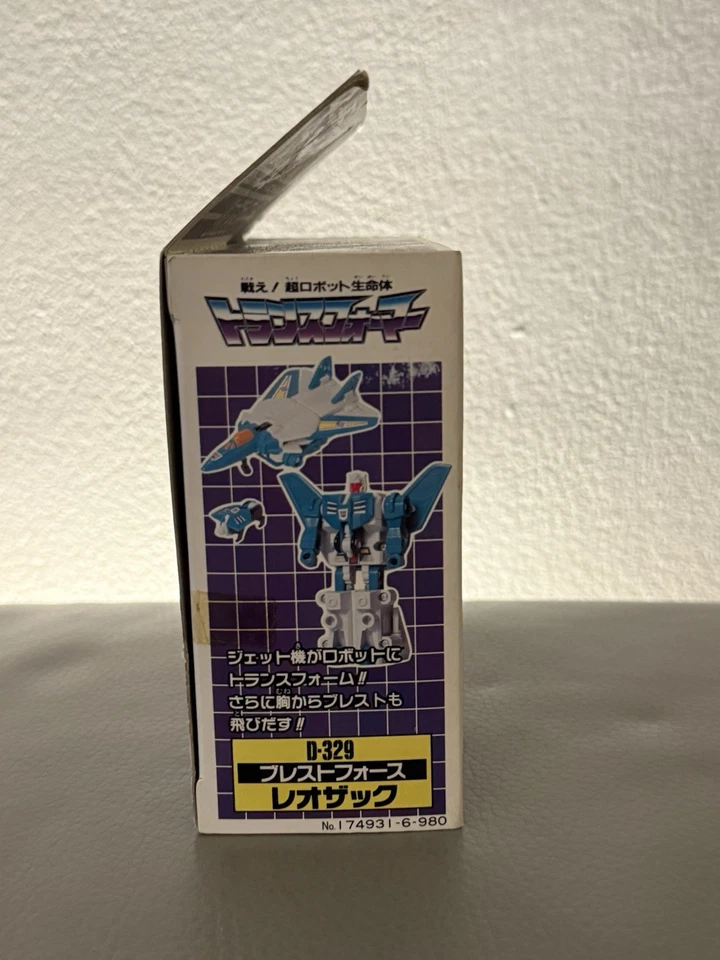 戦え！超ロボット生命体
トランスフォーマー
ジェット機がロボットに
トランスフォーム!!
さらに胸からブレストも
飛びだす!!
D-329
ブレストフォース
レオザック
No.174931-6-980